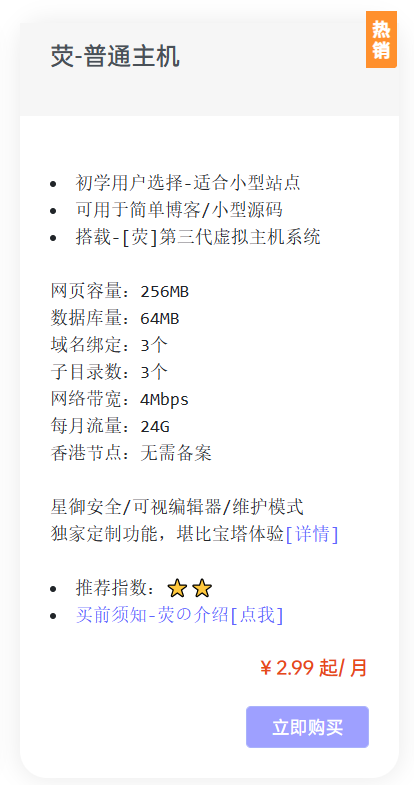 热销
荧-普通主机
初学用户选择-适合小型站点
可用于简单博客/小型源码
搭载-[荧]第三代虚拟主机系统
网页容量：256MB
数据库量：64MB
域名绑定：3个
子目录数：3个
网络带宽：4Mbps
每月流量：24G
香港节点：无需备案
星御安全/可视编辑器/维护模式
独家定制功能，堪比宝塔体验[详情]
推荐指数：⭐⭐
买前须知-荧の介绍[点我]
¥ 2.99 起/ 月
立即购买